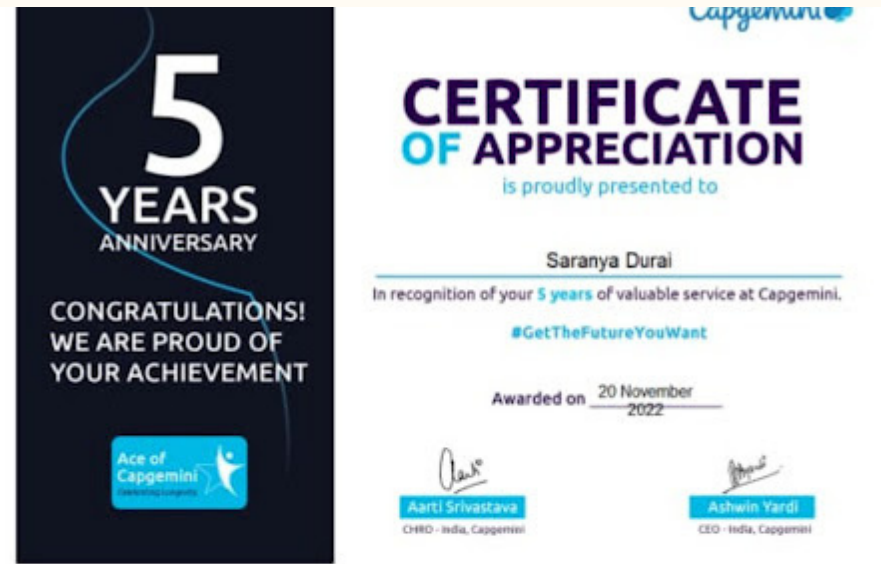 5
YEARS
ANNIVERSARY
CONGRATULATIONS!
WE ARE PROUD OF
YOUR ACHIEVEMENT
Ace of
Capgemini
Celebrating Longevity
Capgemini
CERTIFICATE
OF APPRECIATION
is proudly presented to
Saranya Durai
In recognition of your 5 years of valuable service at Capgemini.
#GetTheFutureYouWant
Awarded on 20 November
2022
Aarti Srivastava
CHRO - India, Capgemini
Ashwin Yardi
CEO - India, Capgemini